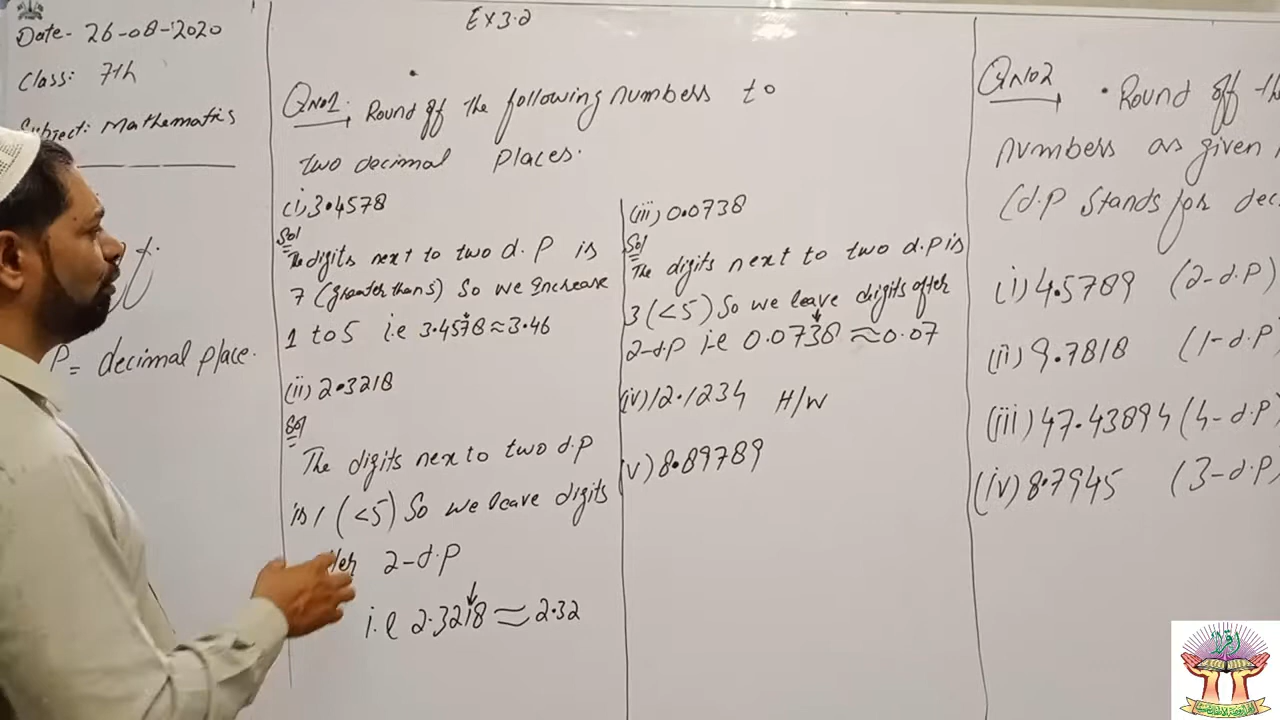 Date- 26-08-2020
Class: 7th
Subject: Mathematics
P = decimal place.
Ex 3.2
QNO1. Round off the following numbers to
two decimal places.
(i) 3.4578
Sol
The digits next to two d.P is
7 (greater than 5) So we increase
1 to 5 i.e 3.4578 ≈ 3.46
(ii) 2.3218
Sol
The digits next to two d.P
is 1 (<5) So we leave digits
2-d.P
i.e 2.3218 ≈ 2.32
(iii) 0.0738
Sol
The digits next to two d.P is
3 (<5) So we leave digits after
2-d.P i.e 0.0738 ≈ 0.07
(iv) 12.1234 H/W
(v) 8.89789
QNO2 • Round off
numbers as given
(d.P Stands for
(i) 4.5789 (2-d.P)
(ii) 9.7818 (1-d.P)
(iii) 47.43894 (4-d.P)
(iv) 8.7945 (3-d.P)
اقرأ